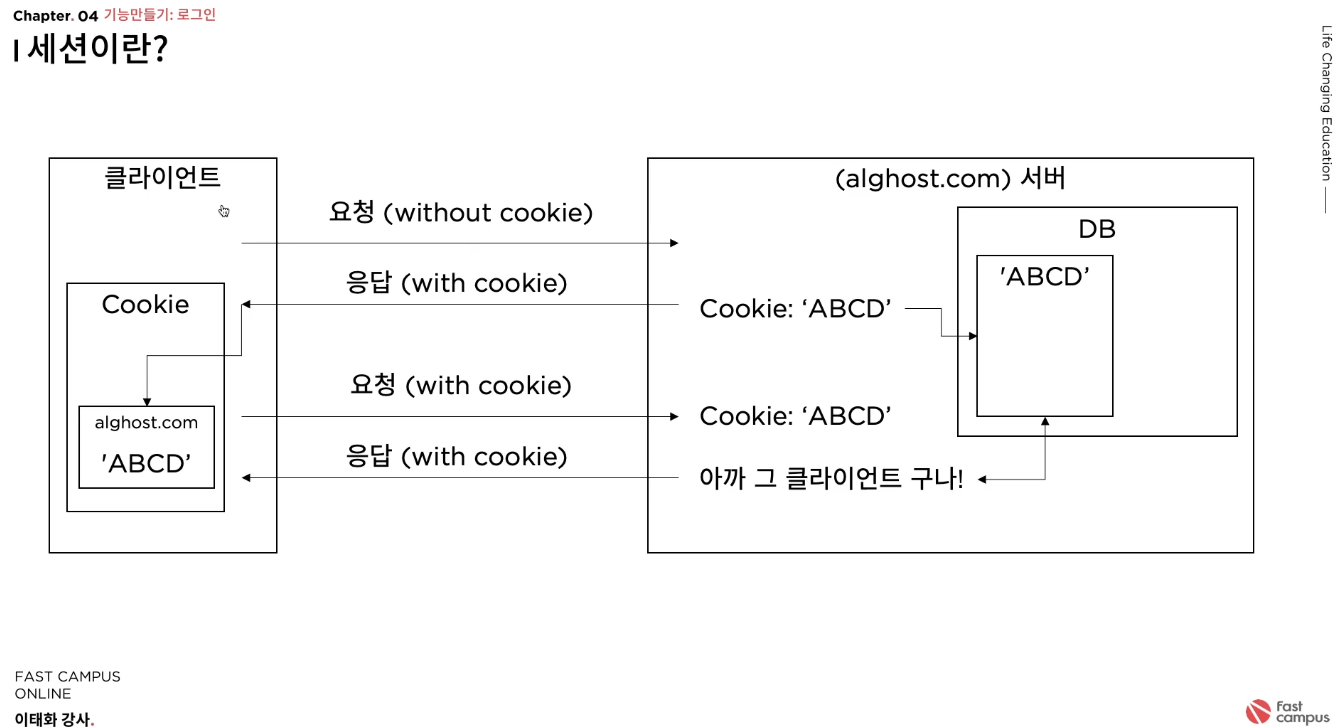 Chapter. 04 기능만들기: 로그인
세션이란?
Life Changing Education
클라이언트
(alghost.com) 서버
요청 (without cookie)
DB
응답 (with cookie)
'ABCD’
Cookie
Cookie: ‘ABCD’
요청 (with cookie)
alghost.com
Cookie: ‘ABCD’
'ABCD’
응답 (with cookie)
아까 그 클라이언트 구나!
FAST CAMPUS
ONLINE
이태화 강사.
Fast
campus